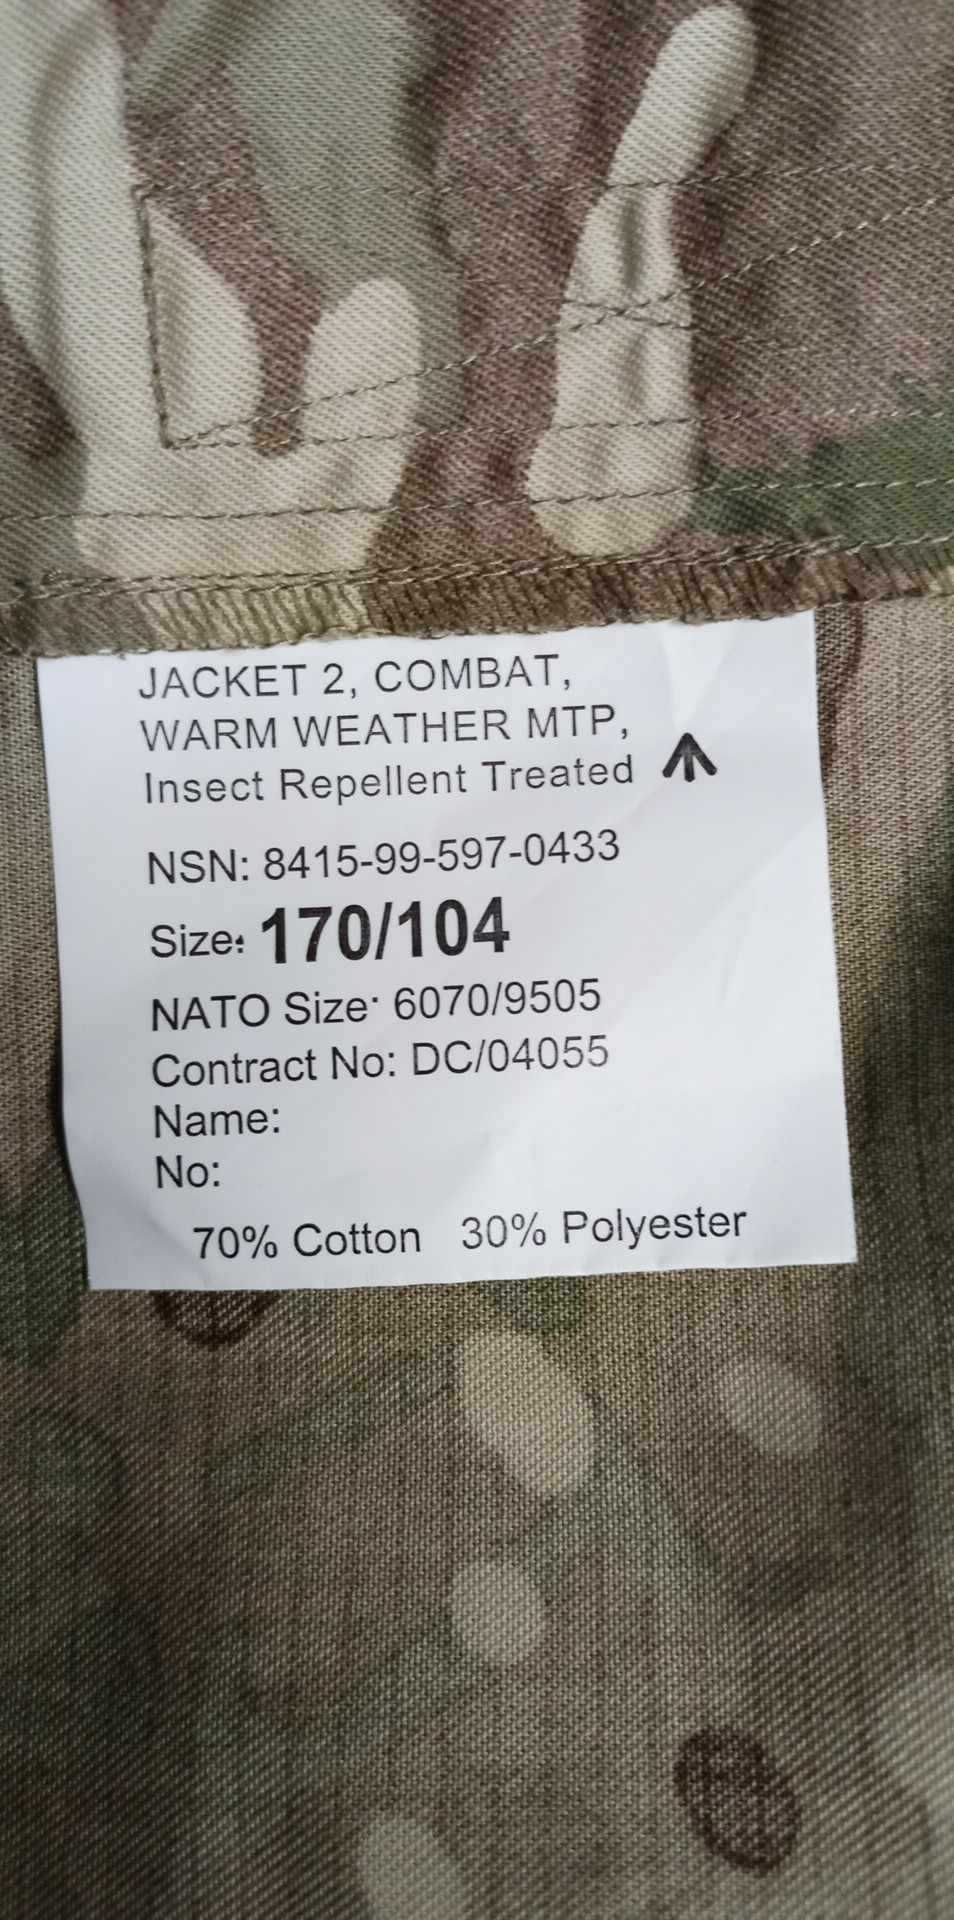 JACKET 2, COMBAT,
WARM WEATHER MTP,
Insect Repellent Treated
NSN: 8415-99-597-0433
Size: 170/104
NATO Size: 6070/9505
Contract No: DC/04055
Name:
No:
70% Cotton 30% Polyester